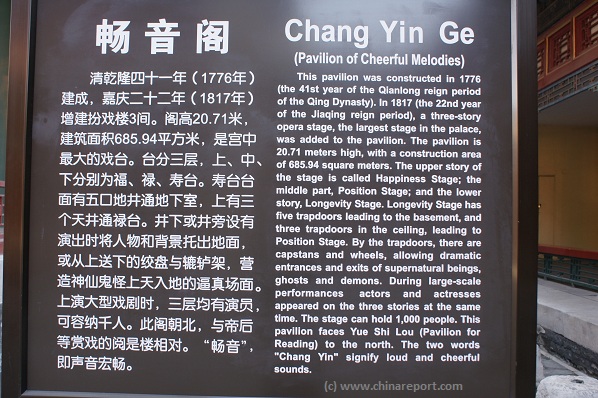 畅音阁
清乾隆四十一年（1776年）
建成，嘉庆二十二年（1817年）
增建扮戏楼3间。阁高20.71米，
建筑面积685.94平方米，是宫中
最大的戏台。台分三层，上、中、
下分别为福、禄、寿台。寿台台
面有五口地井通地下室，上有三
个天井通禄台。井下或井旁设有
演出时将人物和背景托出地面，
或从上送下的绞盘与辘轳架，营
造神仙鬼怪上天入地的逼真场面。
上演大型戏剧时，三层均有演员，
可容纳千人。此阁朝北，与帝后
等赏戏的阅是楼相对。“畅音”，
即声音宏畅。
Chang Yin Ge
(Pavilion of Cheerful Melodies)
This pavilion was constructed in 1776
(the 41st year of the Qianlong reign period
of the Qing Dynasty). In 1817 (the 22nd year
of the Jiaqing reign period), a three-story
opera stage, the largest stage in the palace,
was added to the pavilion. The pavilion is
20.71 meters high, with a construction area
of 685.94 square meters. The upper story of
the stage is called Happiness Stage; the
middle part, Position Stage; and the lower
story, Longevity Stage. Longevity Stage has
five trapdoors leading to the basement, and
three trapdoors in the ceiling, leading to
Position Stage. By the trapdoors, there are
capstans and wheels, allowing dramatic
entrances and exits of supernatural beings,
ghosts and demons. During large-scale
performances actors and actresses
appeared on the three stories at the same
time. The stage can hold 1,000 people. This
pavilion faces Yue Shi Lou (Pavilion for
Reading) to the north. The two words
"Chang Yin" signify loud and cheerful
sounds.
(c) www.chinareport.com